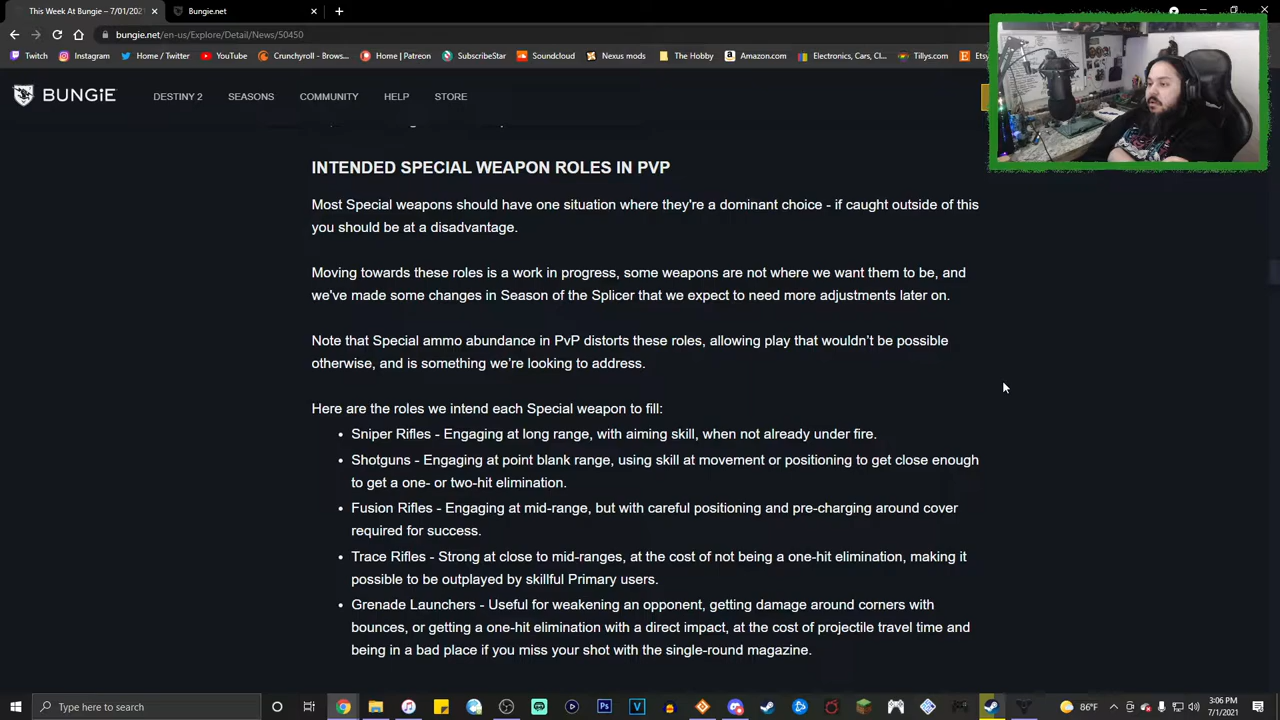 This Week At Bungie – 7/01/2021
Bungie.net
bungie.net/en-us/Explore/Detail/News/50450
Twitch
Instagram
Home / Twitter
YouTube
Crunchyroll - Brows...
Home | Patreon
SubscribeStar
Soundcloud
Nexus mods
The Hobby
Amazon.com
Electronics, Cars, Cl...
Tillys.com
BUNGIE
DESTINY 2
SEASONS
COMMUNITY
HELP
STORE
INTENDED SPECIAL WEAPON ROLES IN PVP
Most Special weapons should have one situation where they're a dominant choice - if caught outside of this
you should be at a disadvantage.
Moving towards these roles is a work in progress, some weapons are not where we want them to be, and
we've made some changes in Season of the Splicer that we expect to need more adjustments later on.
Note that Special ammo abundance in PvP distorts these roles, allowing play that wouldn't be possible
otherwise, and is something we're looking to address.
Here are the roles we intend each Special weapon to fill:
• Sniper Rifles - Engaging at long range, with aiming skill, when not already under fire.
• Shotguns - Engaging at point blank range, using skill at movement or positioning to get close enough
to get a one- or two-hit elimination.
• Fusion Rifles - Engaging at mid-range, but with careful positioning and pre-charging around cover
required for success.
• Trace Rifles - Strong at close to mid-ranges, at the cost of not being a one-hit elimination, making it
possible to be outplayed by skillful Primary users.
• Grenade Launchers - Useful for weakening an opponent, getting damage around corners with
bounces, or getting a one-hit elimination with a direct impact, at the cost of projectile travel time and
being in a bad place if you miss your shot with the single-round magazine.
Type here to search
86°F
3:06 PM
7/1/2021